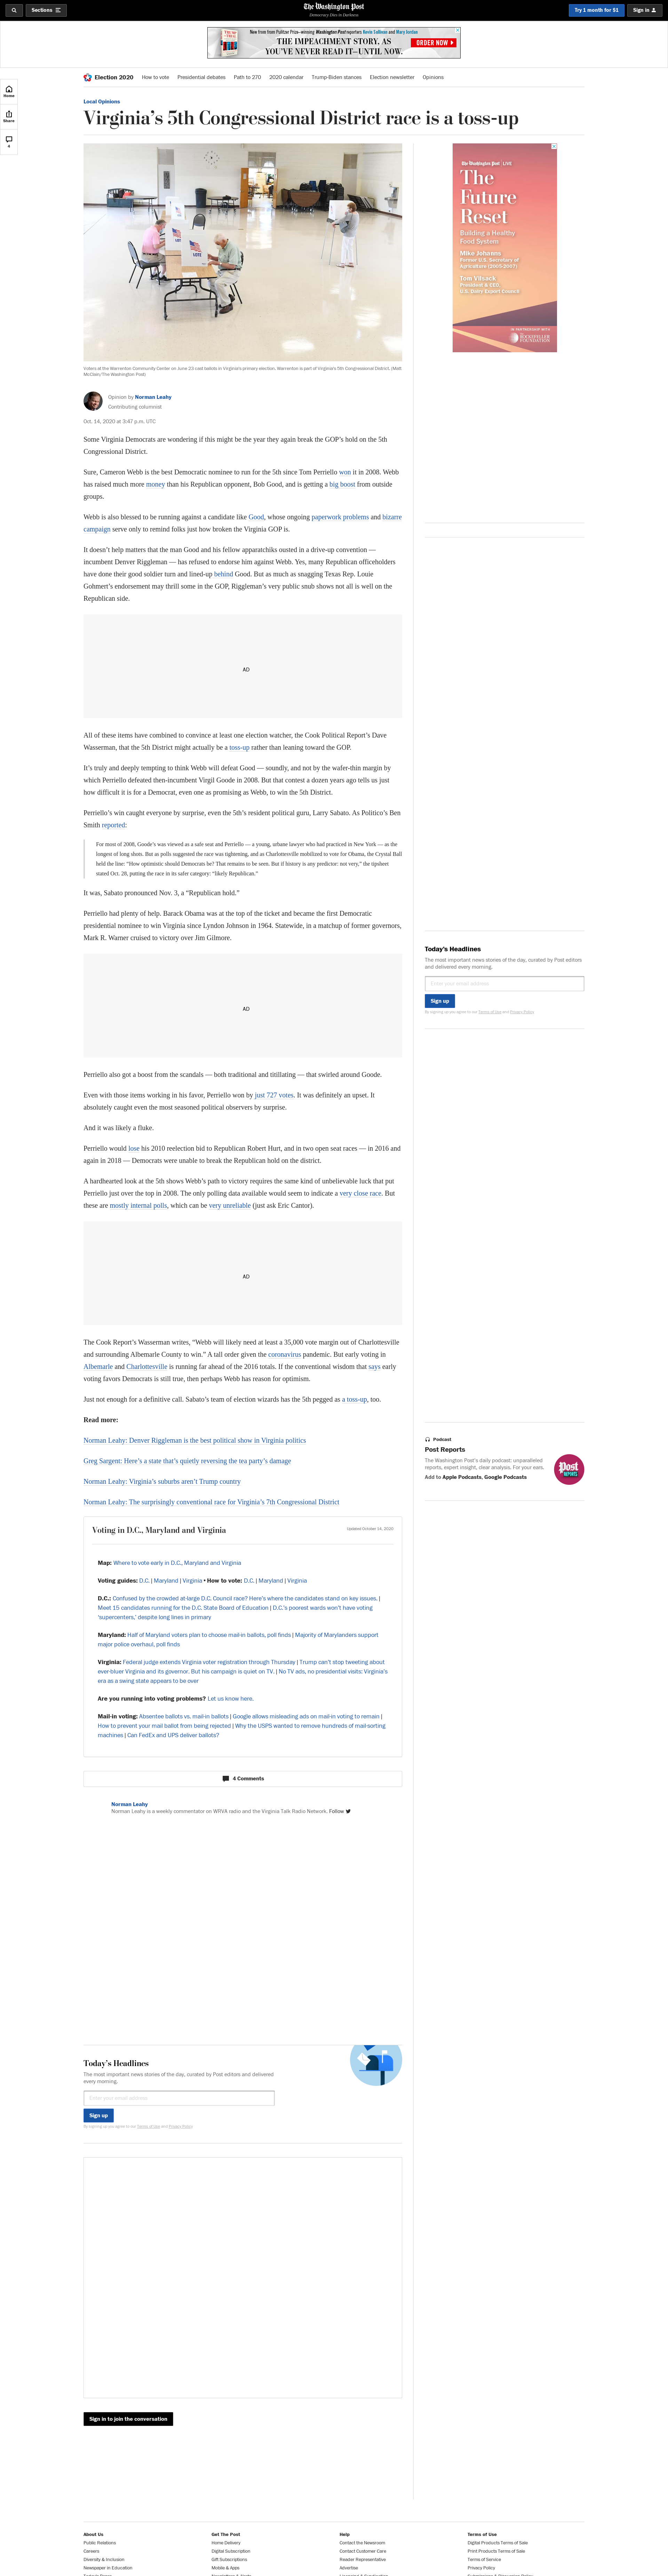 Sections
The Washington Post
Democracy Dies in Darkness
Try 1 month for $1
Sign in
New from from Pulitzer Prize-winning Washington Post reporters Kevin Sullivan and Mary Jordan
THE IMPEACHMENT STORY, AS
YOU'VE NEVER READ IT—UNTIL NOW.
ORDER NOW
Election 2020
How to vote
Presidential debates
Path to 270
2020 calendar
Trump-Biden stances
Election newsletter
Opinions
Home
Share
4
Local Opinions
Virginia's 5th Congressional District race is a toss-up
Voters at the Warrenton Community Center on June 23 cast ballots in Virginia's primary election. Warrenton is part of Virginia's 5th Congressional District. (Matt
McClain/The Washington Post)
Opinion by Norman Leahy
Contributing columnist
Oct. 14, 2020 at 3:47 p.m. UTC
Some Virginia Democrats are wondering if this might be the year they again break the GOP's hold on the 5th
Congressional District.
Sure, Cameron Webb is the best Democratic nominee to run for the 5th since Tom Perriello won it in 2008. Webb
has raised much more money than his Republican opponent, Bob Good, and is getting a big boost from outside
groups.
Webb is also blessed to be running against a candidate like Good, whose ongoing paperwork problems and bizarre
campaign serve only to remind folks just how broken the Virginia GOP is.
It doesn't help matters that the man Good and his fellow apparatchiks ousted in a drive-up convention —
incumbent Denver Riggleman — has refused to endorse him against Webb. Yes, many Republican officeholders
have done their good soldier turn and lined-up behind Good. But as much as snagging Texas Rep. Louie
Gohmert's endorsement may thrill some in the GOP, Riggleman's very public snub shows not all is well on the
Republican side.
AD
All of these items have combined to convince at least one election watcher, the Cook Political Report's Dave
Wasserman, that the 5th District might actually be a toss-up rather than leaning toward the GOP.
It's truly and deeply tempting to think Webb will defeat Good — soundly, and not by the wafer-thin margin by
which Perriello defeated then-incumbent Virgil Goode in 2008. But that contest a dozen years ago tells us just
how difficult it is for a Democrat, even one as promising as Webb, to win the 5th District.
Perriello's win caught everyone by surprise, even the 5th's resident political guru, Larry Sabato. As Politico's Ben
Smith reported:
For most of 2008, Goode's was viewed as a safe seat and Perriello — a young, urbane lawyer who had practiced in New York — as the
longest of long shots. But as polls suggested the race was tightening, and as Charlottesville mobilized to vote for Obama, the Crystal Ball
held the line: "How optimistic should Democrats be? That remains to be seen. But if history is any predictor: not very," the tipsheet
stated Oct. 28, putting the race in its safer category: "likely Republican."
It was, Sabato pronounced Nov. 3, a "Republican hold."
Perriello had plenty of help. Barack Obama was at the top of the ticket and became the first Democratic
presidential nominee to win Virginia since Lyndon Johnson in 1964. Statewide, in a matchup of former governors,
Mark R. Warner cruised to victory over Jim Gilmore.
AD
Perriello also got a boost from the scandals — both traditional and titillating — that swirled around Goode.
Even with those items working in his favor, Perriello won by just 727 votes. It was definitely an upset. It
absolutely caught even the most seasoned political observers by surprise.
And it was likely a fluke.
Perriello would lose his 2010 reelection bid to Republican Robert Hurt, and in two open seat races — in 2016 and
again in 2018 — Democrats were unable to break the Republican hold on the district.
A hardhearted look at the 5th shows Webb's path to victory requires the same kind of unbelievable luck that put
Perriello just over the top in 2008. The only polling data available would seem to indicate a very close race. But
these are mostly internal polls, which can be very unreliable (just ask Eric Cantor).
AD
The Cook Report's Wasserman writes, "Webb will likely need at least a 35,000 vote margin out of Charlottesville
and surrounding Albemarle County to win." A tall order given the coronavirus pandemic. But early voting in
Albemarle and Charlottesville is running far ahead of the 2016 totals. If the conventional wisdom that says early
voting favors Democrats is still true, then perhaps Webb has reason for optimism.
Just not enough for a definitive call. Sabato's team of election wizards has the 5th pegged as a toss-up, too.
Read more:
Norman Leahy: Denver Riggleman is the best political show in Virginia politics
Greg Sargent: Here's a state that's quietly reversing the tea party's damage
Norman Leahy: Virginia's suburbs aren't Trump country
Norman Leahy: The surprisingly conventional race for Virginia's 7th Congressional District
Voting in D.C., Maryland and Virginia
Updated October 14, 2020
Map: Where to vote early in D.C., Maryland and Virginia
Voting guides: D.C. | Maryland | Virginia • How to vote: D.C. | Maryland | Virginia
D.C.: Confused by the crowded at-large D.C. Council race? Here's where the candidates stand on key issues. |
Meet 15 candidates running for the D.C. State Board of Education | D.C.'s poorest wards won't have voting
'supercenters,' despite long lines in primary
Maryland: Half of Maryland voters plan to choose mail-in ballots, poll finds | Majority of Marylanders support
major police overhaul, poll finds
Virginia: Federal judge extends Virginia voter registration through Thursday | Trump can't stop tweeting about
ever-bluer Virginia and its governor. But his campaign is quiet on TV. | No TV ads, no presidential visits: Virginia's
era as a swing state appears to be over
Are you running into voting problems? Let us know here.
Mail-in voting: Absentee ballots vs. mail-in ballots | Google allows misleading ads on mail-in voting to remain |
How to prevent your mail ballot from being rejected | Why the USPS wanted to remove hundreds of mail-sorting
machines | Can FedEx and UPS deliver ballots?
4 Comments
Norman Leahy
Norman Leahy is a weekly commentator on WRVA radio and the Virginia Talk Radio Network. Follow
Today's Headlines
The most important news stories of the day, curated by Post editors and delivered
every morning.
Enter your email address
Sign up
By signing up you agree to our Terms of Use and Privacy Policy
Sign in to join the conversation
The Washington Post LIVE
The
Future
Reset
Building a Healthy
Food System
Mike Johanns
Former U.S. Secretary of
Agriculture (2005-2007)
Tom Vilsack
President & CEO,
U.S. Dairy Export Council
IN PARTNERSHIP WITH
ROCKEFELLER
FOUNDATION
Today's Headlines
The most important news stories of the day, curated by Post editors
and delivered every morning.
Enter your email address
Sign up
By signing up you agree to our Terms of Use and Privacy Policy
Podcast
Post Reports
The Washington Post's daily podcast: unparalleled
reports, expert insight, clear analysis. For your ears.
Add to Apple Podcasts, Google Podcasts
Post
REPORTS
About Us
Public Relations
Careers
Diversity & Inclusion
Newspaper in Education
Get The Post
Home Delivery
Digital Subscription
Gift Subscriptions
Mobile & Apps
Help
Contact the Newsroom
Contact Customer Care
Reader Representative
Advertise
Terms of Use
Digital Products Terms of Sale
Print Products Terms of Sale
Terms of Service
Privacy Policy